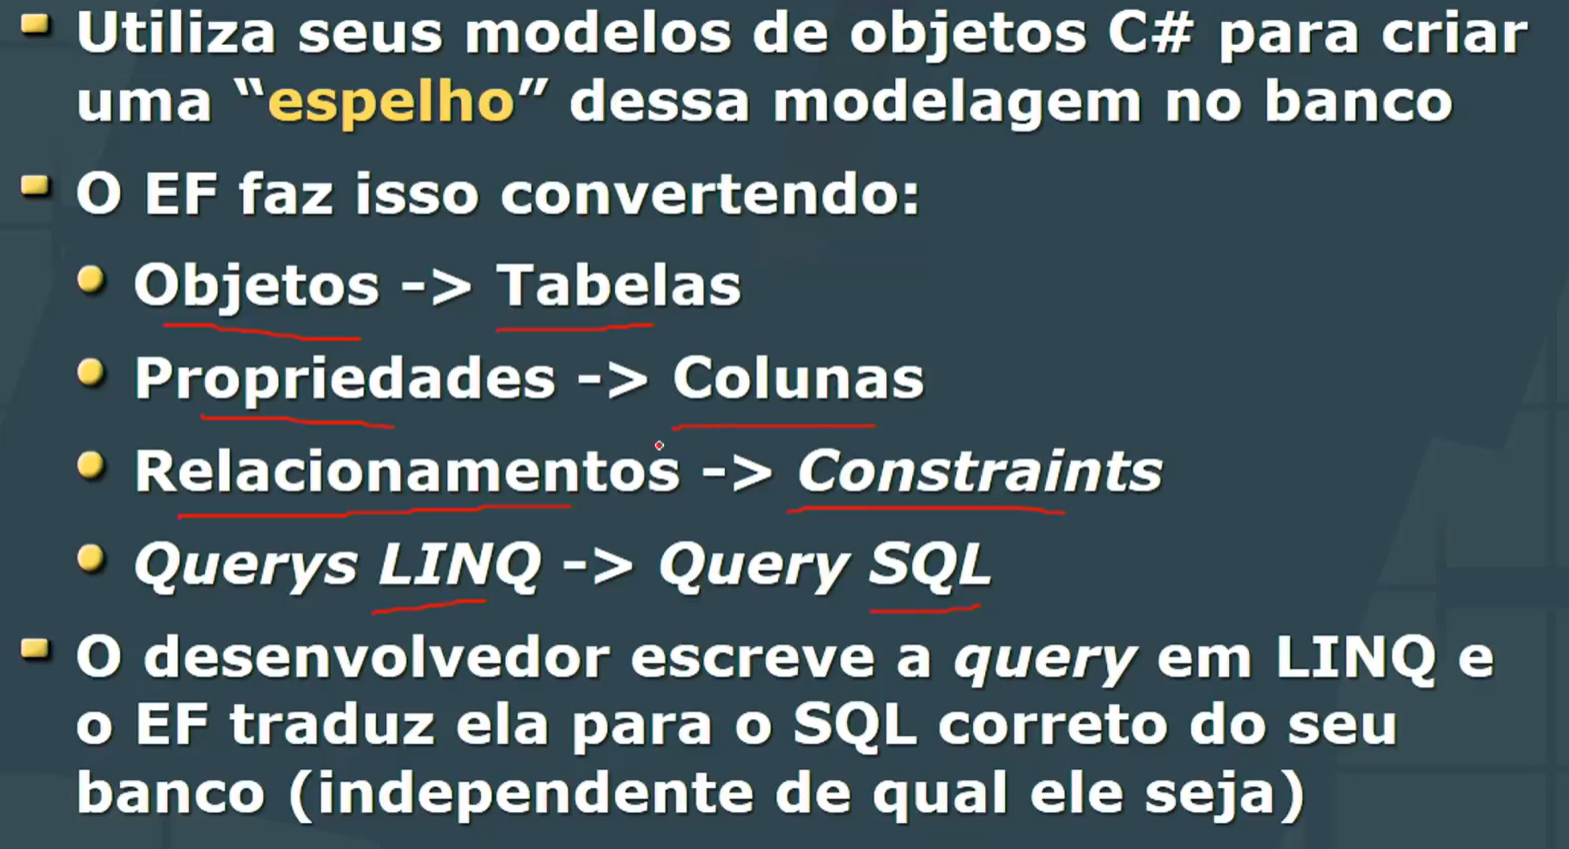 Utiliza seus modelos de objetos C# para criar
uma “espelho” dessa modelagem no banco
O EF faz isso convertendo:
Objetos -> Tabelas
Propriedades -> Colunas
Relacionamentos -> Constraints
Querys LINQ -> Query SQL
O desenvolvedor escreve a query em LINQ e
o EF traduz ela para o SQL correto do seu
banco (independente de qual ele seja)